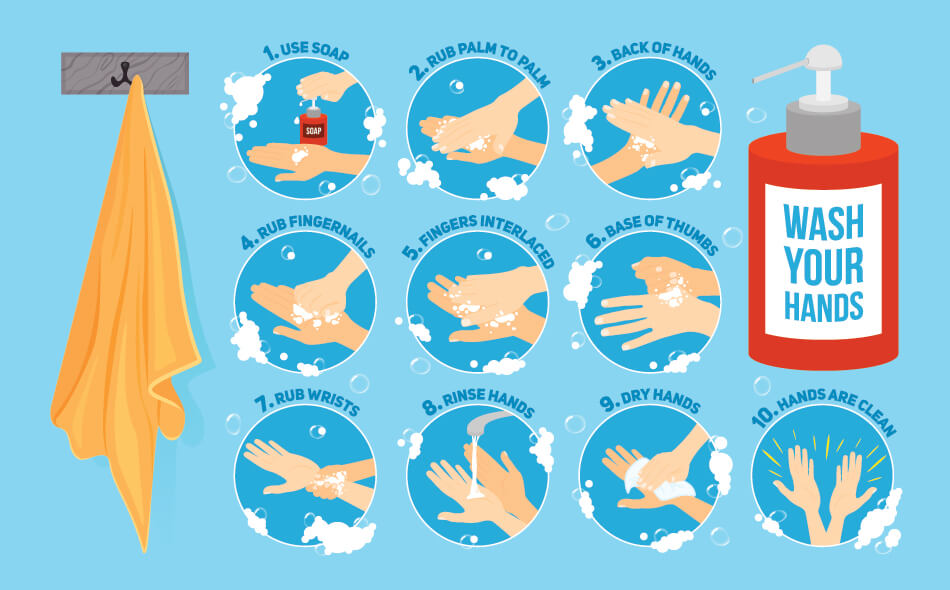 1. USE SOAP
SOAP
2. RUB PALM TO PALM
3. BACK OF HANDS
4. RUB FINGERNAILS
5. FINGERS INTERLACED
6. BASE OF THUMBS
WASH
YOUR
HANDS
7. RUB WRISTS
8. RINSE HANDS
9. DRY HANDS
10. HANDS ARE CLEAN